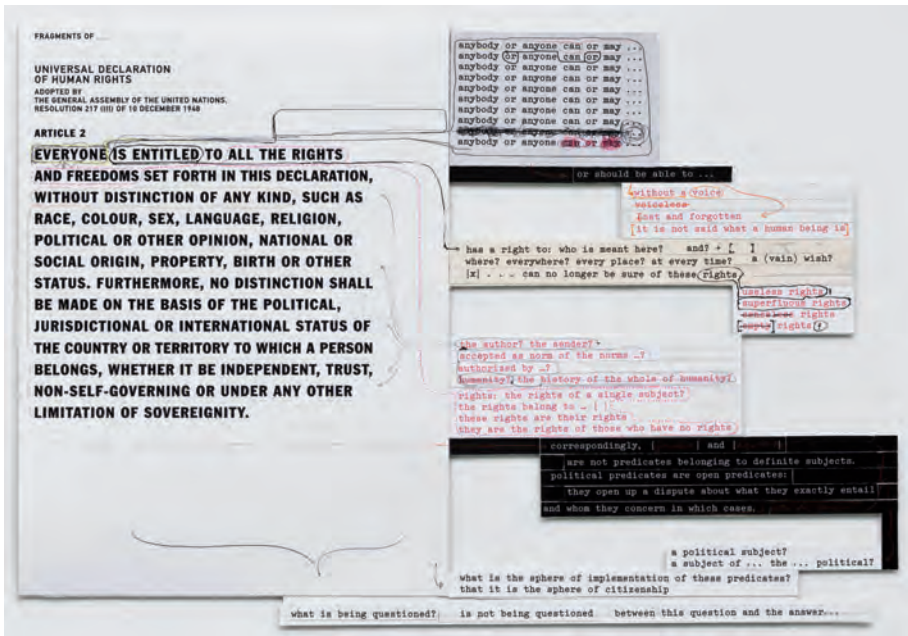 FRAGMENTS OF ...
UNIVERSAL DECLARATION
OF HUMAN RIGHTS
ADOPTED BY
THE GENERAL ASSEMBLY OF THE UNITED NATIONS.
RESOLUTION 217 (III) OF 10 DECEMBER 1948
ARTICLE 2
EVERYONE IS ENTITLED TO ALL THE RIGHTS
AND FREEDOMS SET FORTH IN THIS DECLARATION,
WITHOUT DISTINCTION OF ANY KIND, SUCH AS
RACE, COLOUR, SEX, LANGUAGE, RELIGION,
POLITICAL OR OTHER OPINION, NATIONAL OR
SOCIAL ORIGIN, PROPERTY, BIRTH OR OTHER
STATUS. FURTHERMORE, NO DISTINCTION SHALL
BE MADE ON THE BASIS OF THE POLITICAL,
JURISDICTIONAL OR INTERNATIONAL STATUS OF
THE COUNTRY OR TERRITORY TO WHICH A PERSON
BELONGS, WHETHER IT BE INDEPENDENT, TRUST,
NON-SELF-GOVERNING OR UNDER ANY OTHER
LIMITATION OF SOVEREIGNITY.
anybody or anyone can or may ...
anybody or anyone can or may ...
anybody or anyone can or may ...
anybody or anyone can or may ...
anybody or anyone can or may ...
anybody or anyone can or may ...
anybody or anyone can or may ...
anybody or anyone can or may ...
or should be able to ...
without a voice
voiceless
Lost and forgotten
[it is not said what a human being is]
has a right to: who is meant here? and? + [ ]
where? everywhere? every place? at every time? a (vain) wish?
|x| . . . can no longer be sure of these rights
useless rights
superfluous rights
senseless rights
[empty] rights
the author? the sender?
accepted as norm of the norms …?
authorized by …?
humanity? the history of the whole of humanity?
rights: the rights of a single subject?
the rights belong to … | |
these rights are their rights
they are the rights of those who have no rights
correspondingly, [ ] and [ ]
are not predicates belonging to definite subjects.
political predicates are open predicates:
they open up a dispute about what they exactly entail
and whom they concern in which cases.
a political subject?
a subject of ... the ... political?
what is the sphere of implementation of these predicates?
that it is the sphere of citizenship
what is being questioned? is not being questioned between this question and the answer...